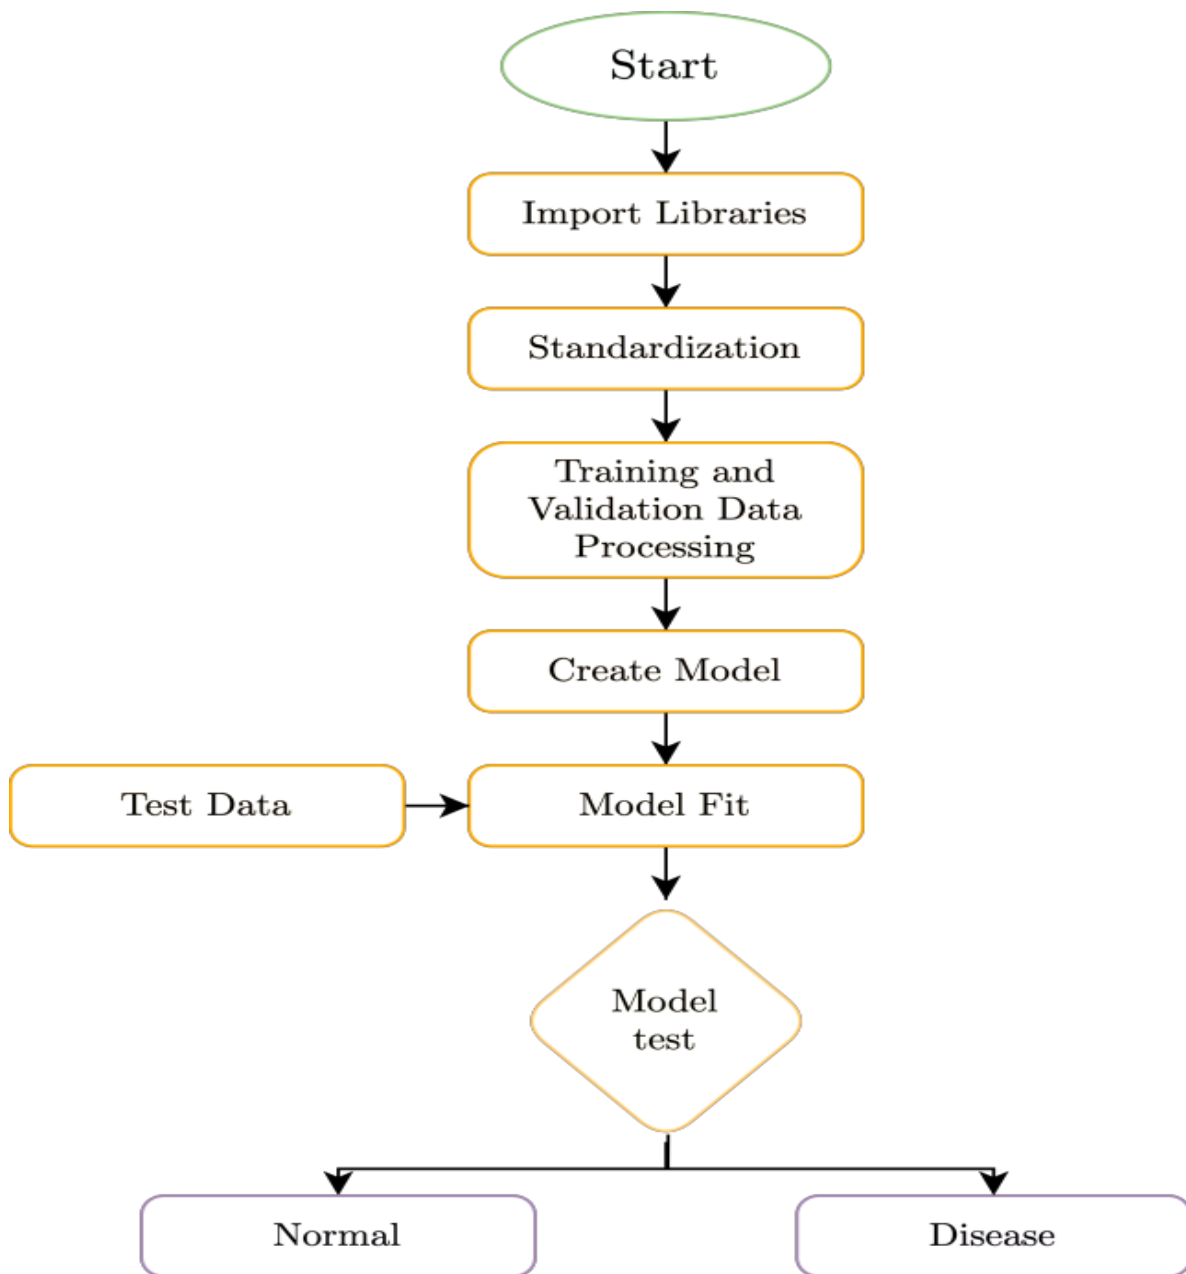 Start
Import Libraries
Standardization
Training and
Validation Data
Processing
Create Model
Test Data
Model Fit
Model
test
Normal
Disease